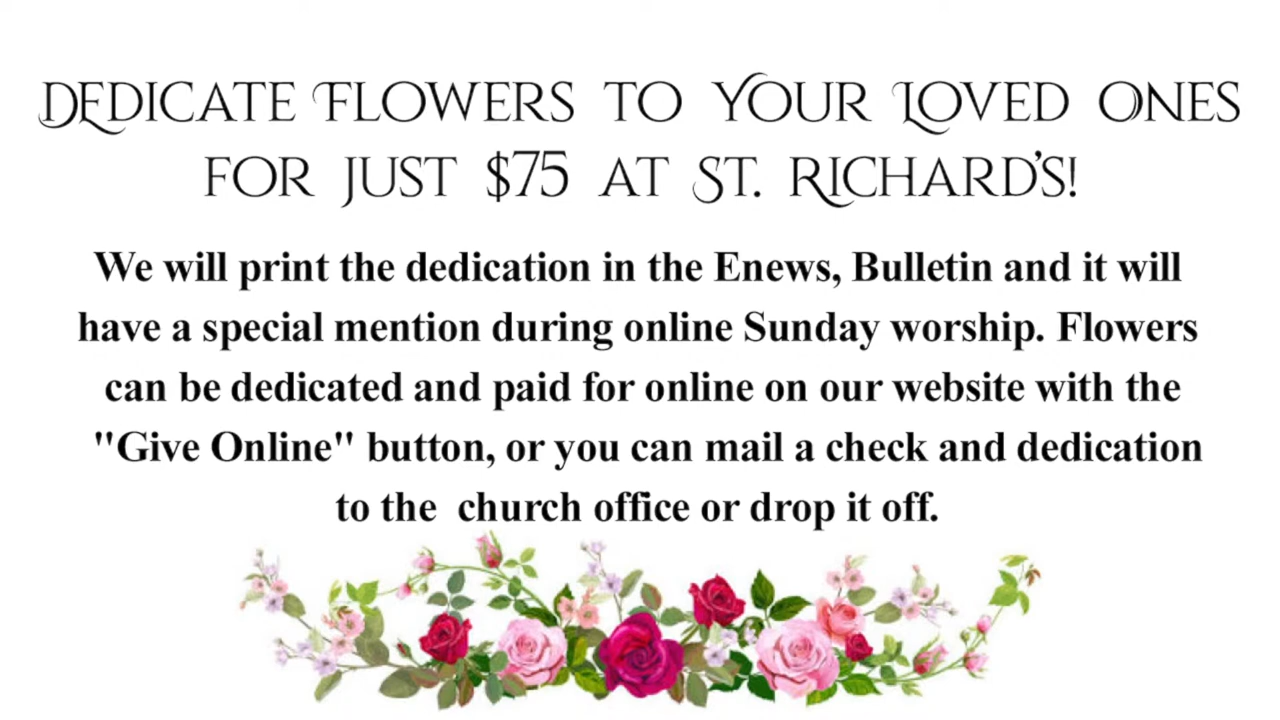 Dedicate Flowers to Your Loved Ones
for just $75 at St. Richard's!
We will print the dedication in the Enews, Bulletin and it will
have a special mention during online Sunday worship. Flowers
can be dedicated and paid for online on our website with the
"Give Online" button, or you can mail a check and dedication
to the church office or drop it off.